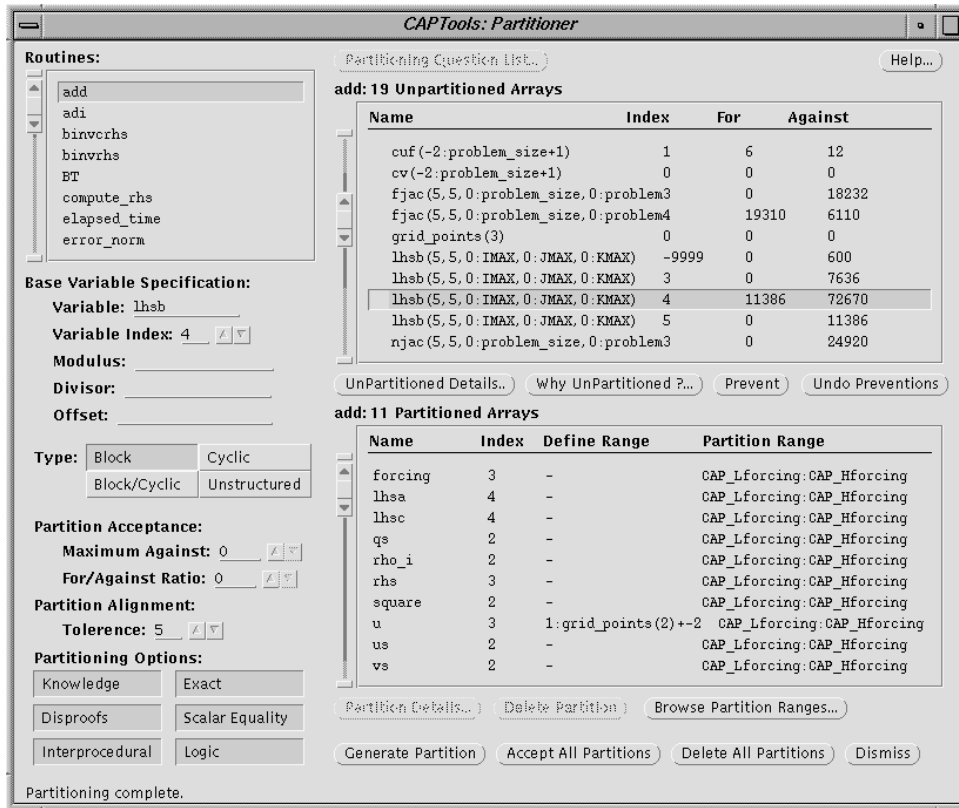 CAPTools: Partitioner
Routines:
add
adi
binvcrhs
binvrhs
BT
compute_rhs
elapsed_time
error_norm
Base Variable Specification:
Variable: lhsb
Variable Index: 4
Modulus:
Divisor:
Offset:
Type: Block Cyclic
Block/Cyclic Unstructured
Partition Acceptance:
Maximum Against: 0
For/Against Ratio: 0
Partition Alignment:
Tolerence: 5
Partitioning Options:
Knowledge Exact
Disproofs Scalar Equality
Interprocedural Logic
Partitioning complete.
Partitioning Question List... Help...
add: 19 Unpartitioned Arrays
Name Index For Against
cuf(-2:problem_size+1) 1 6 12
cv(-2:problem_size+1) 0 0 0
fjac(5,5,0:problem_size,0:problem3 0 18232
fjac(5,5,0:problem_size,0:problem4 19310 6110
grid_points(3) 0 0 0
lhsb(5,5,0:IMAX,0:JMAX,0:KMAX) -9999 0 600
lhsb(5,5,0:IMAX,0:JMAX,0:KMAX) 3 0 7636
lhsb(5,5,0:IMAX,0:JMAX,0:KMAX) 4 11386 72670
lhsb(5,5,0:IMAX,0:JMAX,0:KMAX) 5 0 11386
njac(5,5,0:problem_size,0:problem3 0 24920
UnPartitioned Details.. Why UnPartitioned ?... Prevent Undo Preventions
add: 11 Partitioned Arrays
Name Index Define Range Partition Range
forcing 3 - CAP_Lforcing:CAP_Hforcing
lhsa 4 - CAP_Lforcing:CAP_Hforcing
lhsc 4 - CAP_Lforcing:CAP_Hforcing
qs 2 - CAP_Lforcing:CAP_Hforcing
rho_i 2 - CAP_Lforcing:CAP_Hforcing
rhs 3 - CAP_Lforcing:CAP_Hforcing
square 2 - CAP_Lforcing:CAP_Hforcing
u 3 1:grid_points(2)+-2 CAP_Lforcing:CAP_Hforcing
us 2 - CAP_Lforcing:CAP_Hforcing
vs 2 - CAP_Lforcing:CAP_Hforcing
Partition Details... Delete Partition Browse Partition Ranges...
Generate Partition Accept All Partitions Delete All Partitions Dismiss